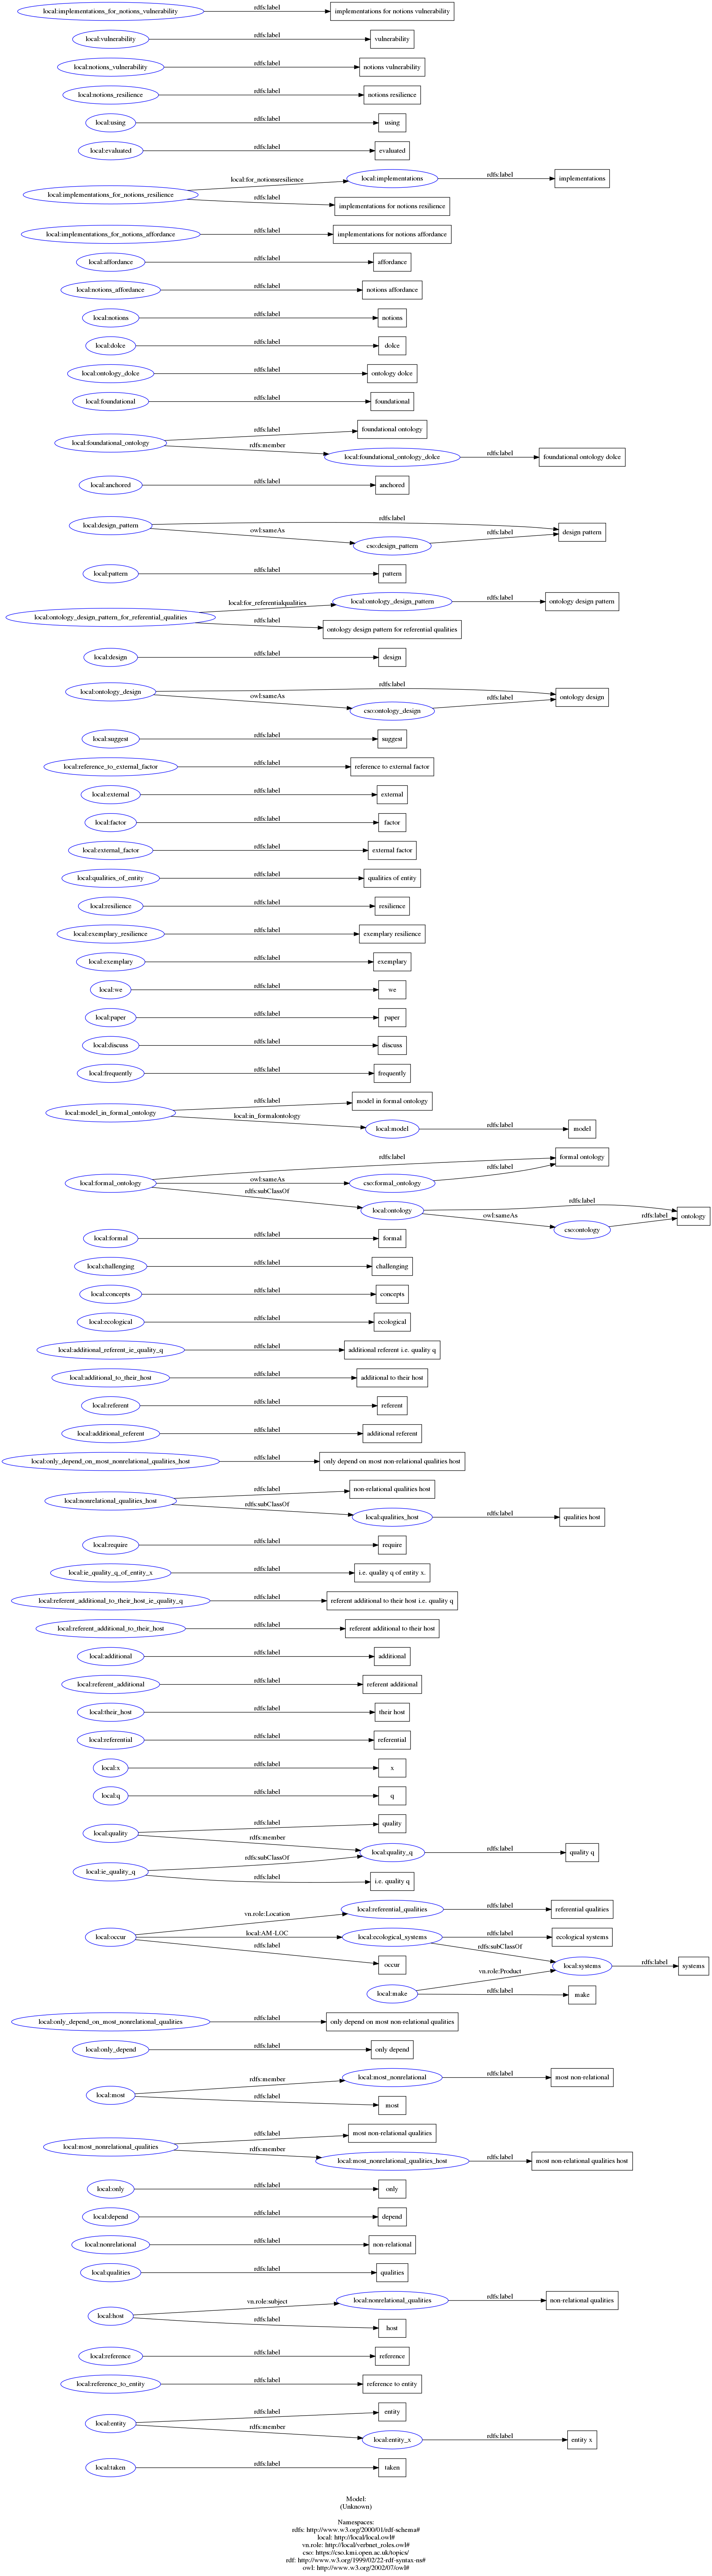 local:implementations_for_notions_vulnerability rdfs:label implementations for notions vulnerability
local:vulnerability rdfs:label vulnerability
local:notions_vulnerability rdfs:label notions vulnerability
local:notions_resilience rdfs:label notions resilience
local:using rdfs:label using
local:evaluated rdfs:label evaluated
local:for_notionsresilience local:implementations rdfs:label implementations
local:implementations_for_notions_resilience rdfs:label implementations for notions resilience
local:implementations_for_notions_affordance rdfs:label implementations for notions affordance
local:affordance rdfs:label affordance
local:notions_affordance rdfs:label notions affordance
local:notions rdfs:label notions
local:dolce rdfs:label dolce
local:ontology_dolce rdfs:label ontology dolce
local:foundational rdfs:label foundational
local:foundational_ontology rdfs:label foundational ontology
rdfs:member local:foundational_ontology_dolce rdfs:label foundational ontology dolce
local:anchored rdfs:label anchored
local:design_pattern rdfs:label design pattern
owl:sameAs cso:design_pattern rdfs:label
local:pattern rdfs:label pattern
local:for_referentialqualities local:ontology_design_pattern rdfs:label ontology design pattern
local:ontology_design_pattern_for_referential_qualities rdfs:label ontology design pattern for referential qualities
local:design rdfs:label design
local:ontology_design rdfs:label ontology design
owl:sameAs cso:ontology_design rdfs:label
local:suggest rdfs:label suggest
local:reference_to_external_factor rdfs:label reference to external factor
local:external rdfs:label external
local:factor rdfs:label factor
local:external_factor rdfs:label external factor
local:qualities_of_entity rdfs:label qualities of entity
local:resilience rdfs:label resilience
local:exemplary_resilience rdfs:label exemplary resilience
local:exemplary rdfs:label exemplary
local:we rdfs:label we
local:paper rdfs:label paper
local:discuss rdfs:label discuss
local:frequently rdfs:label frequently
local:model_in_formal_ontology rdfs:label model in formal ontology
local:in_formalontology local:model rdfs:label model
rdfs:label formal ontology
local:formal_ontology owl:sameAs cso:formal_ontology rdfs:label
rdfs:subClassOf local:ontology rdfs:label ontology
owl:sameAs cso:ontology rdfs:label
local:formal rdfs:label formal
local:challenging rdfs:label challenging
local:concepts rdfs:label concepts
local:ecological rdfs:label ecological
local:additional_referent_ie_quality_q rdfs:label additional referent i.e. quality q
local:additional_to_their_host rdfs:label additional to their host
local:referent rdfs:label referent
local:additional_referent rdfs:label additional referent
local:only_depend_on_most_nonrelational_qualities_host rdfs:label only depend on most non-relational qualities host
local:nonrelational_qualities_host rdfs:label non-relational qualities host
rdfs:subClassOf local:qualities_host rdfs:label qualities host
local:require rdfs:label require
local:ie_quality_q_of_entity_x rdfs:label i.e. quality q of entity x.
local:referent_additional_to_their_host_ie_quality_q rdfs:label referent additional to their host i.e. quality q
local:referent_additional_to_their_host rdfs:label referent additional to their host
local:additional rdfs:label additional
local:referent_additional rdfs:label referent additional
local:their_host rdfs:label their host
local:referential rdfs:label referential
local:x rdfs:label x
local:q rdfs:label q
local:quality rdfs:label quality
rdfs:member local:quality_q rdfs:label quality q
local:ie_quality_q rdfs:subClassOf
rdfs:label i.e. quality q
vn.role:Location local:referential_qualities rdfs:label referential qualities
local:occur local:AM-LOC local:ecological_systems rdfs:label ecological systems
rdfs:label occur
rdfs:subClassOf local:systems rdfs:label systems
local:make vn.role:Product
rdfs:label make
local:only_depend_on_most_nonrelational_qualities rdfs:label only depend on most non-relational qualities
local:only_depend rdfs:label only depend
local:most rdfs:member local:most_nonrelational rdfs:label most non-relational
rdfs:label most
local:most_nonrelational_qualities rdfs:label most non-relational qualities
rdfs:member local:most_nonrelational_qualities_host rdfs:label most non-relational qualities host
local:only rdfs:label only
local:depend rdfs:label depend
local:nonrelational rdfs:label non-relational
local:qualities rdfs:label qualities
local:host vn.role:subject local:nonrelational_qualities rdfs:label non-relational qualities
rdfs:label host
local:reference rdfs:label reference
local:reference_to_entity rdfs:label reference to entity
local:entity rdfs:label entity
rdfs:member local:entity_x rdfs:label entity x
local:taken rdfs:label taken
Model:
(Unknown)
Namespaces:
rdfs: http://www.w3.org/2000/01/rdf-schema#
local: http://local/local.owl#
vn.role: http://local/verbnet_roles.owl#
cso: https://cso.kmi.open.ac.uk/topics/
rdf: http://www.w3.org/1999/02/22-rdf-syntax-ns#
owl: http://www.w3.org/2002/07/owl#